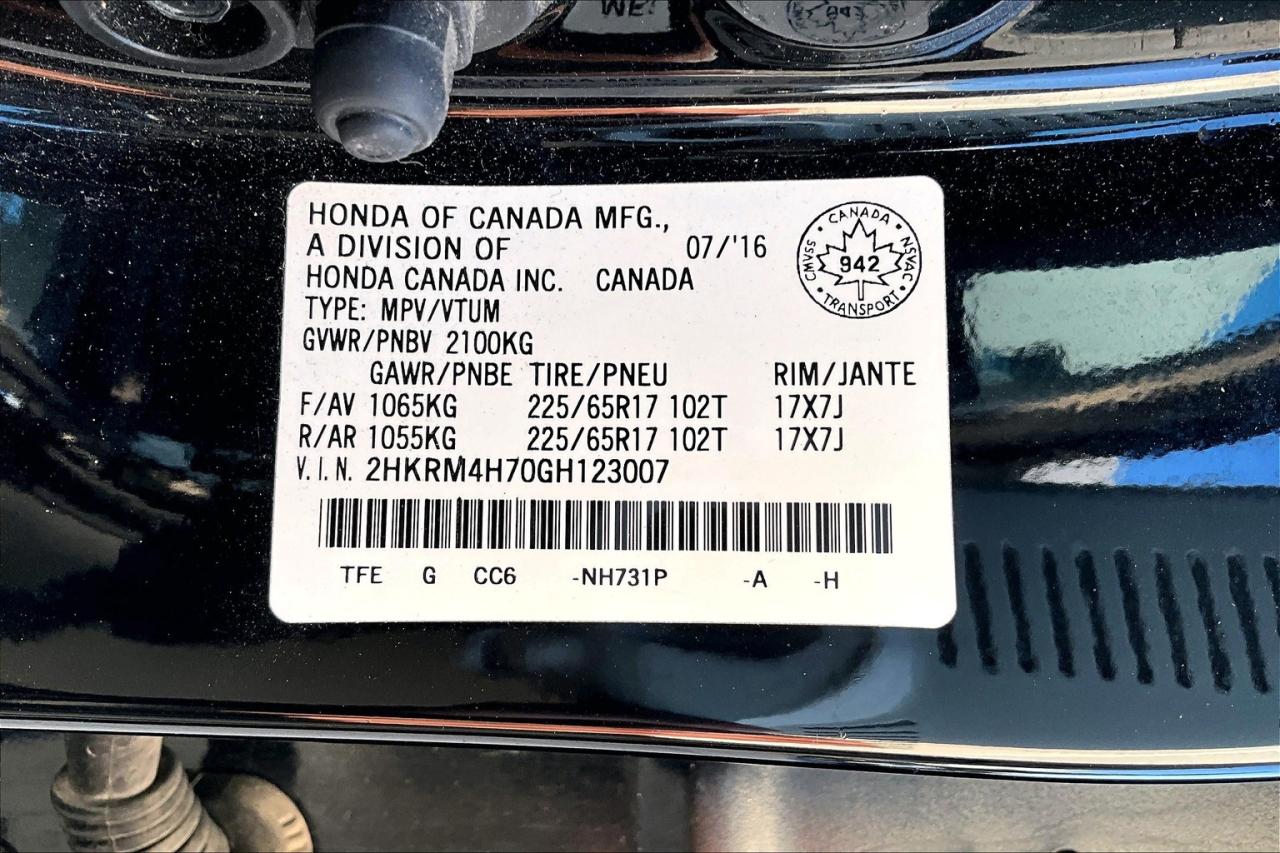 HONDA OF CANADA MFG.,
A DIVISION OF 07/'16
HONDA CANADA INC. CANADA
CANADA
CMVSS 942 NSVAC
TRANSPORT
TYPE: MPV/VTUM
GVWR/PNBV 2100KG
GAWR/PNBE TIRE/PNEU RIM/JANTE
F/AV 1065KG 225/65R17 102T 17X7J
R/AR 1055KG 225/65R17 102T 17X7J
V.I.N. 2HKRM4H70GH123007
TFE G CC6 -NH731P -A -H